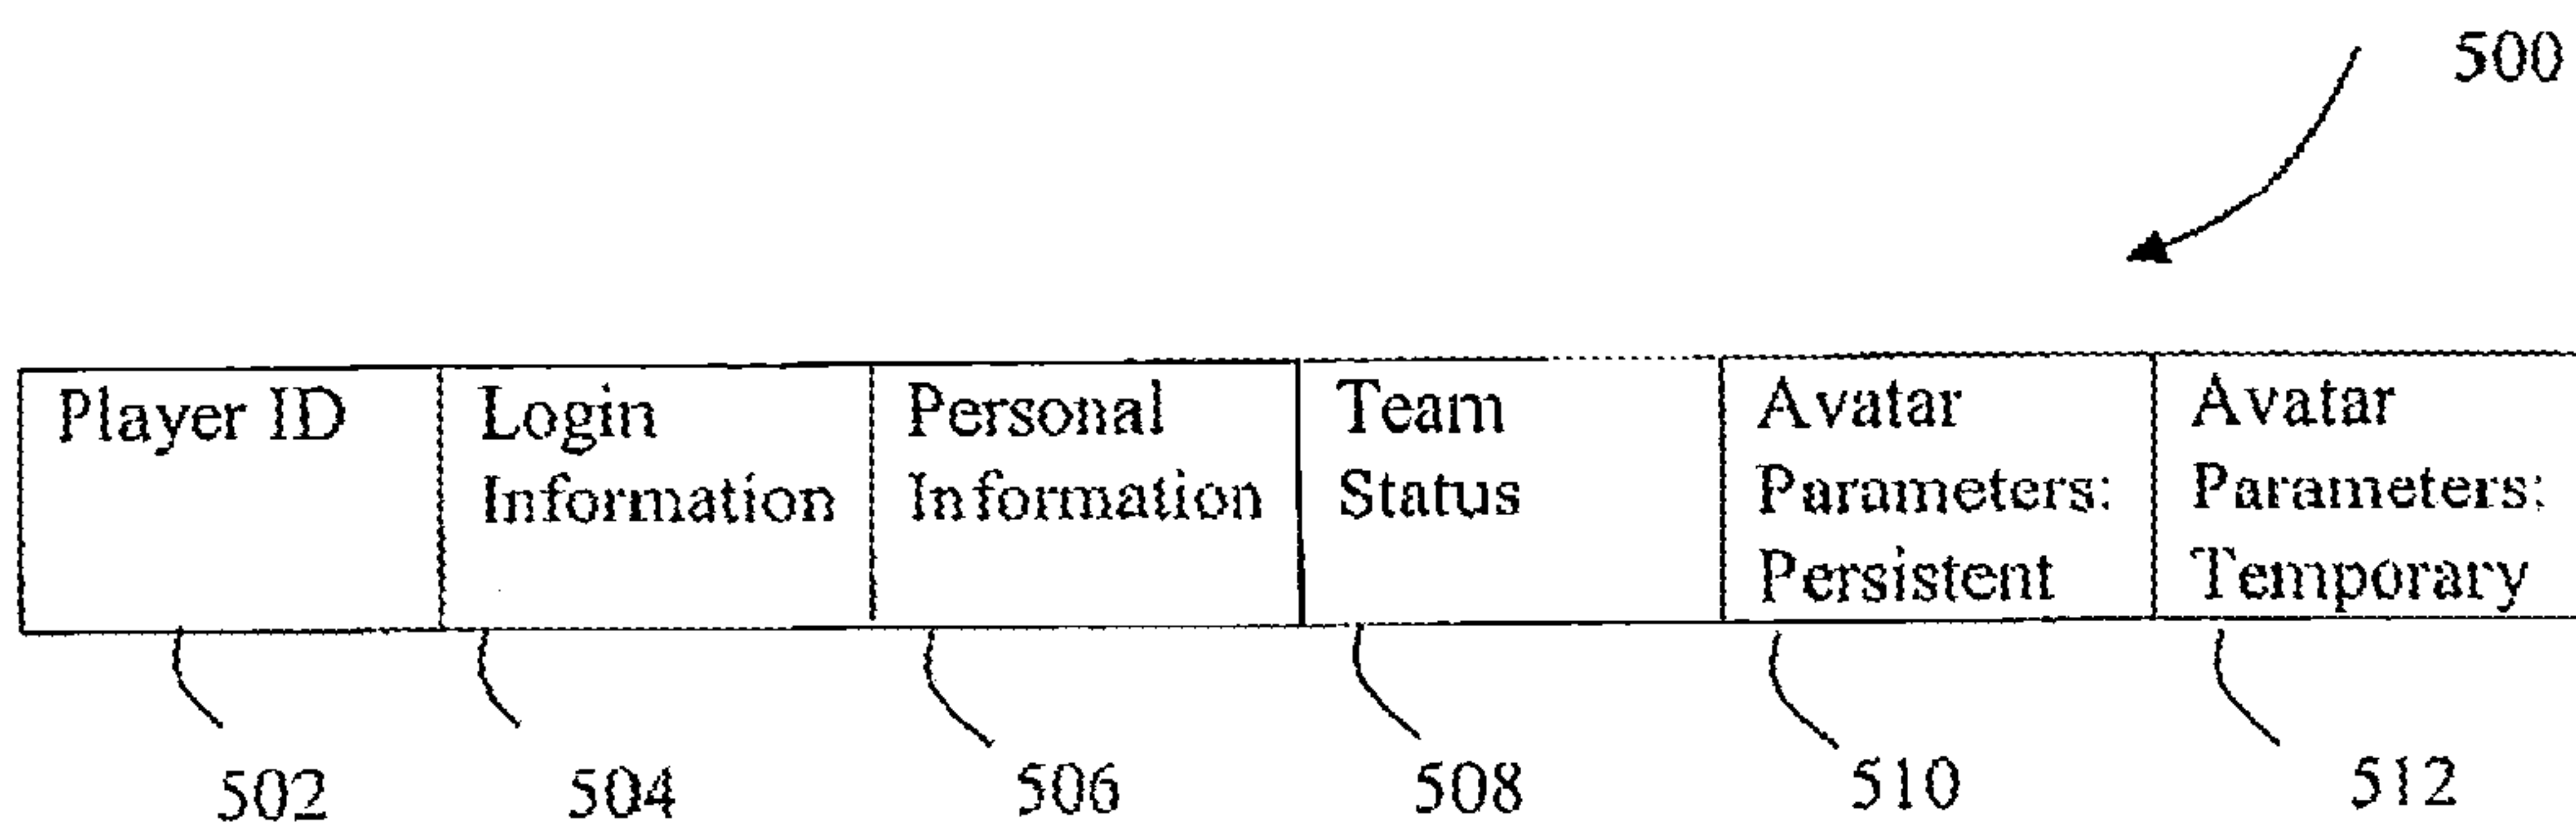 500
Player ID
Login
Information
Personal
Information
Team
Status
Avatar
Parameters:
Persistent
Avatar
Parameters:
Temporary
502
504
506
508
510
512